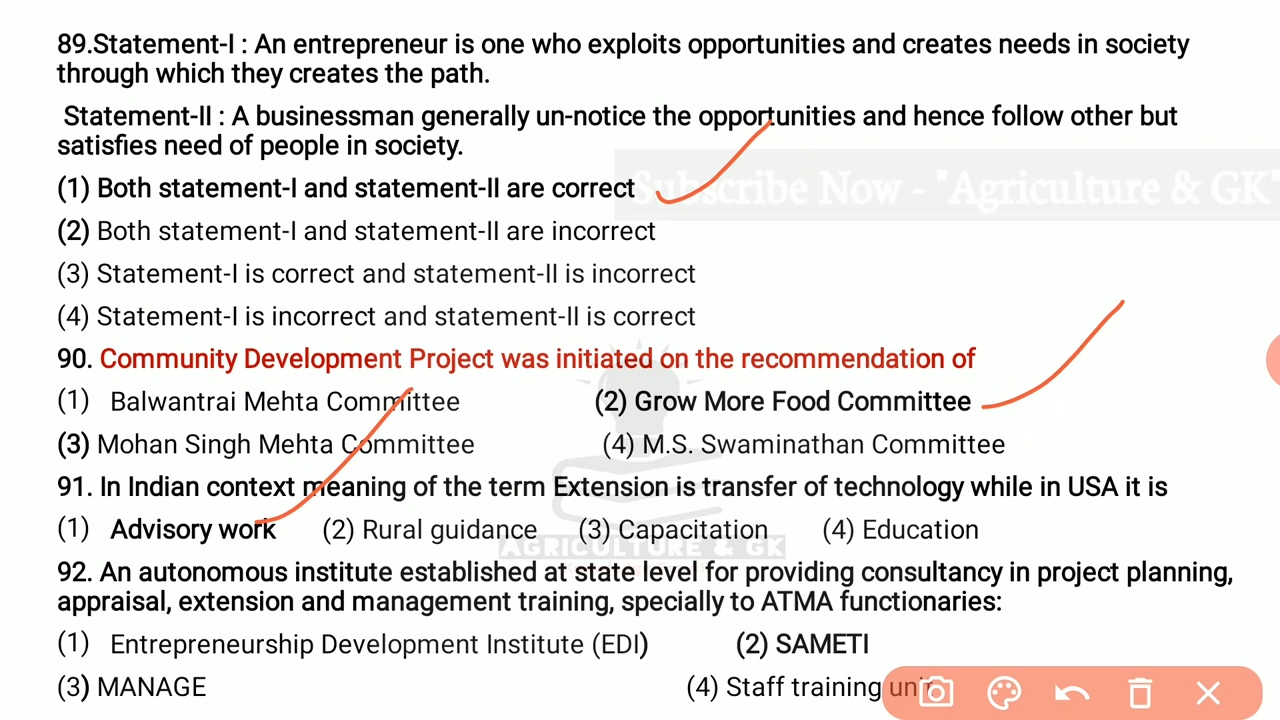 89.Statement-I : An entrepreneur is one who exploits opportunities and creates needs in society
through which they creates the path.
Statement-II : A businessman generally un-notice the opportunities and hence follow other but
satisfies need of people in society.
(1) Both statement-I and statement-II are correct
Subscribe Now - "Agriculture & GK"
(2) Both statement-I and statement-II are incorrect
(3) Statement-I is correct and statement-II is incorrect
(4) Statement-I is incorrect and statement-II is correct
90. Community Development Project was initiated on the recommendation of
(1) Balwantrai Mehta Committee (2) Grow More Food Committee
(3) Mohan Singh Mehta Committee (4) M.S. Swaminathan Committee
91. In Indian context meaning of the term Extension is transfer of technology while in USA it is
(1) Advisory work (2) Rural guidance (3) Capacitation (4) Education
AGRICULTURE & GK
92. An autonomous institute established at state level for providing consultancy in project planning,
appraisal, extension and management training, specially to ATMA functionaries:
(1) Entrepreneurship Development Institute (EDI) (2) SAMETI
(3) MANAGE (4) Staff training unit